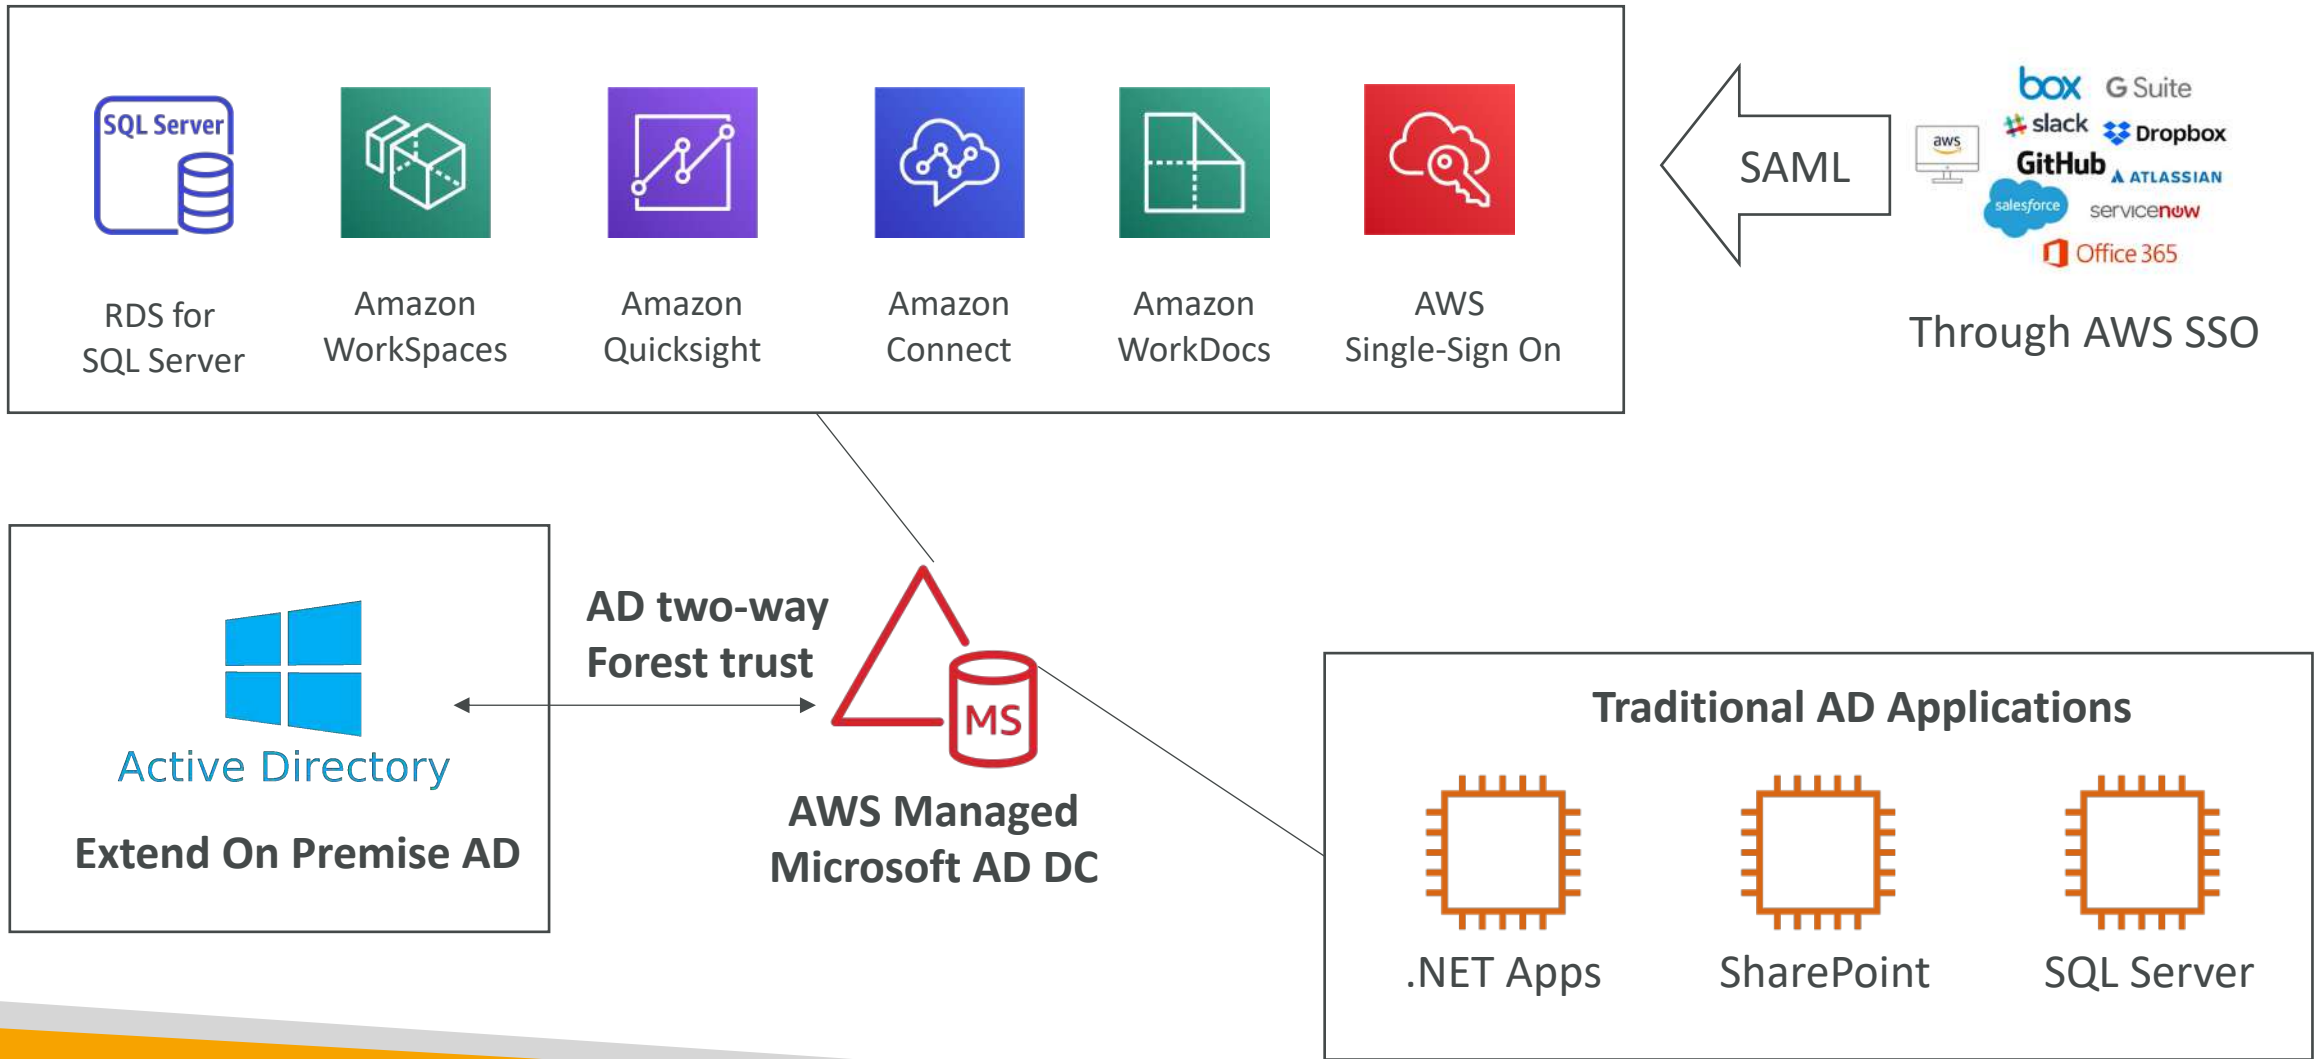 SQL Server
RDS for
SQL Server
Amazon
WorkSpaces
Amazon
Quicksight
Amazon
Connect
Amazon
WorkDocs
AWS
Single-Sign On
SAML
aws
box
G Suite
slack
Dropbox
GitHub
ATLASSIAN
salesforce
servicenow
Office 365
Through AWS SSO
Active Directory
Extend On Premise AD
AD two-way
Forest trust
MS
AWS Managed
Microsoft AD DC
Traditional AD Applications
.NET Apps
SharePoint
SQL Server